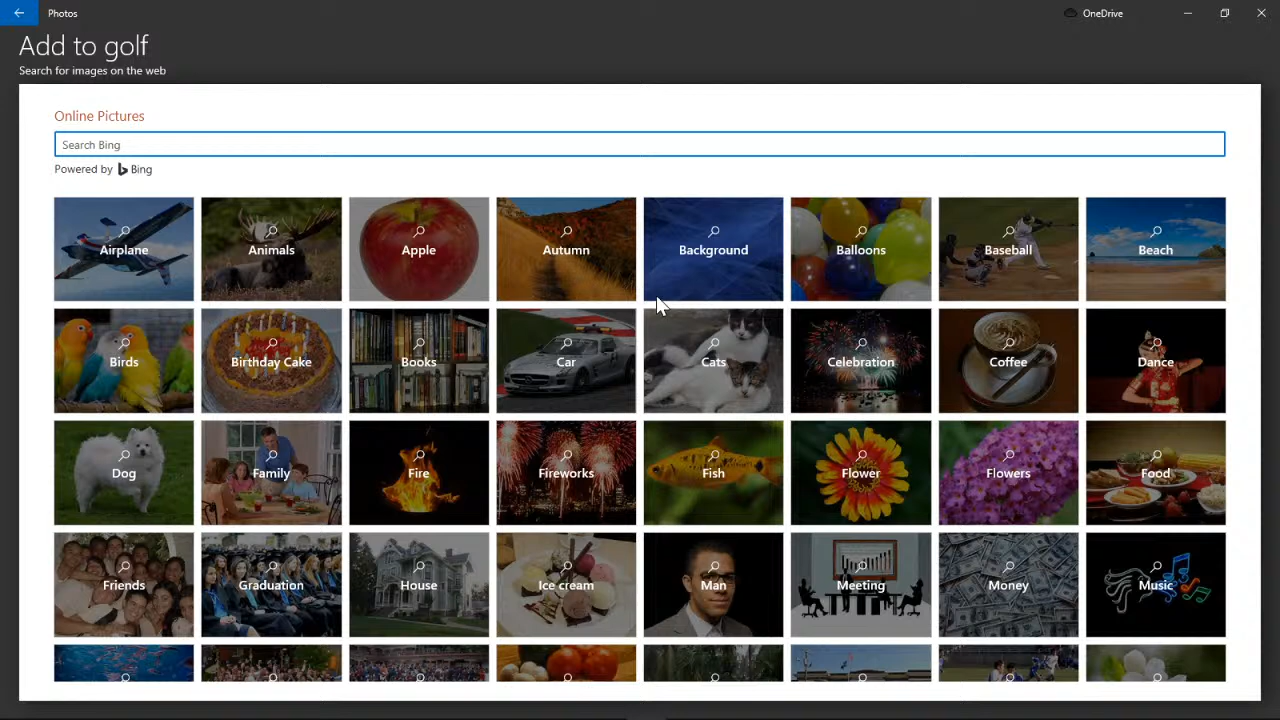 Photos
OneDrive
Add to golf
Search for images on the web
Online Pictures
Search Bing
Powered by Bing
Airplane
Animals
Apple
Autumn
Background
Balloons
Baseball
Beach
Birds
Birthday Cake
Books
Car
Cats
Celebration
Coffee
Dance
Dog
Family
Fire
Fireworks
Fish
Flower
Flowers
Food
Friends
Graduation
House
Ice cream
Man
Meeting
Money
Music